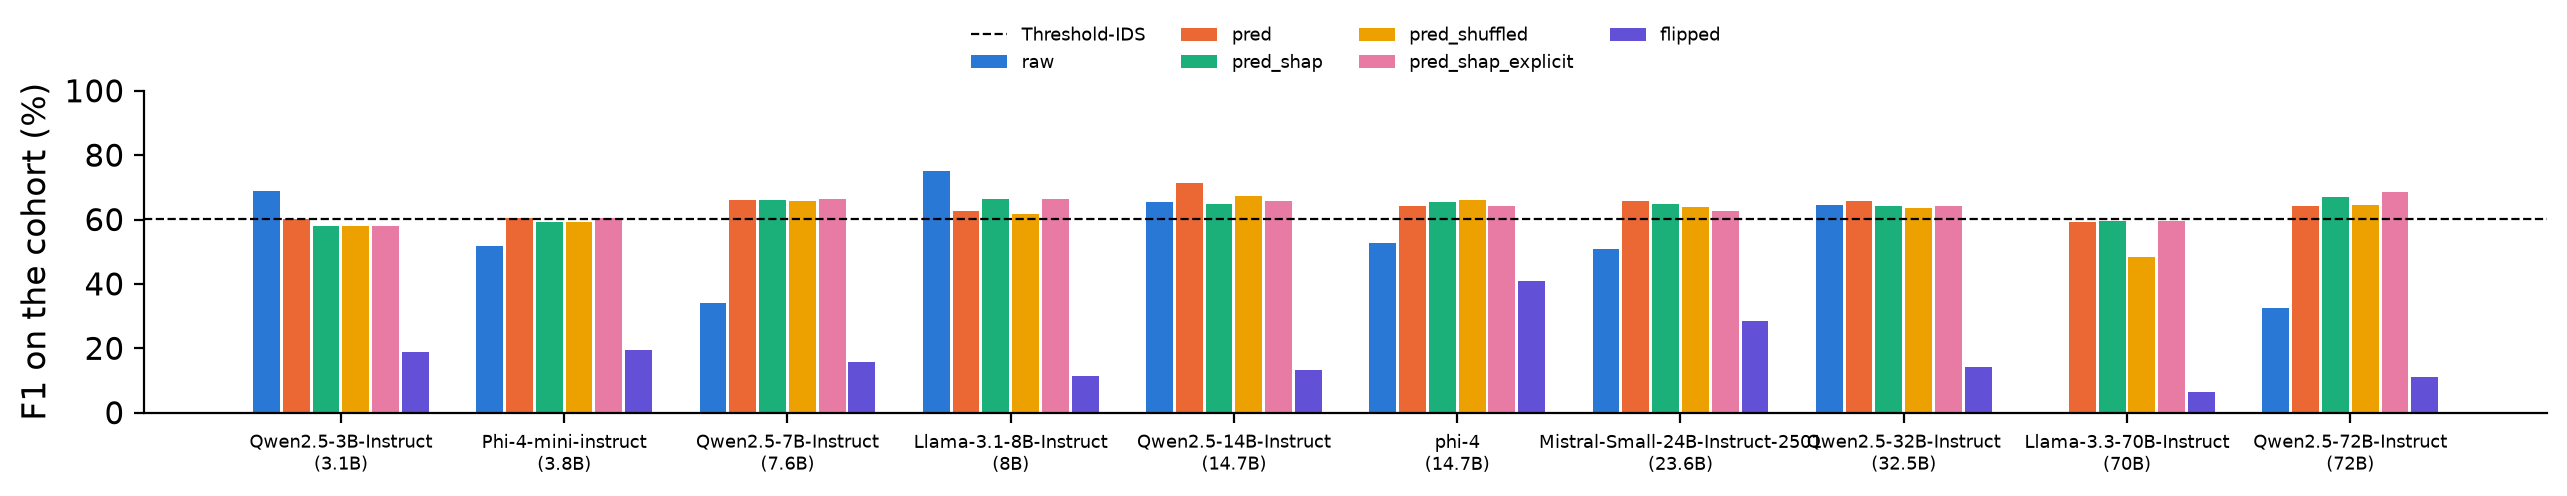 Threshold-IDS
raw
pred
pred_shap
pred_shuffled
pred_shap_explicit
flipped
F1 on the cohort (%)
100
80
60
40
20
0
Qwen2.5-3B-Instruct
(3.1B)
Phi-4-mini-instruct
(3.8B)
Qwen2.5-7B-Instruct
(7.6B)
Llama-3.1-8B-Instruct
(8B)
Qwen2.5-14B-Instruct
(14.7B)
phi-4
(14.7B)
Mistral-Small-24B-Instruct-2501
(23.6B)
Qwen2.5-32B-Instruct
(32.5B)
Llama-3.3-70B-Instruct
(70B)
Qwen2.5-72B-Instruct
(72B)